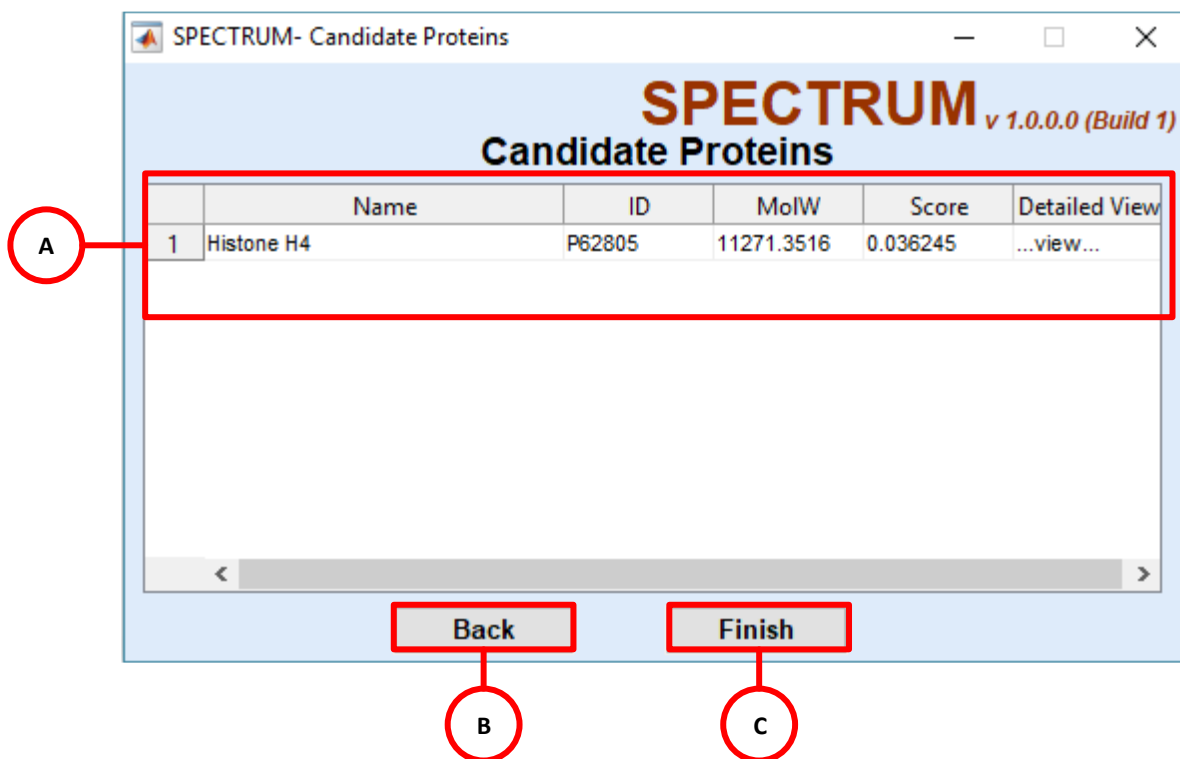 SPECTRUM- Candidate Proteins
SPECTRUM v 1.0.0.0 (Build 1)
Candidate Proteins
Name ID MolW Score Detailed View
A
1 Histone H4 P62805 11271.3516 0.036245 ...view...
Back Finish
B C